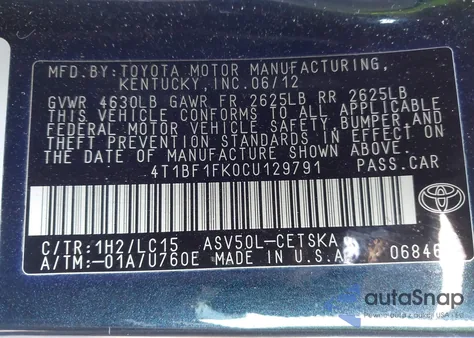 MFD. BY: TOYOTA MOTOR MANUFACTURING,
KENTUCKY, INC. 06/12
GVWR 4630LB GAWR FR 2625LB RR 2625LB
THIS VEHICLE CONFORMS TO ALL APPLICABLE
FEDERAL MOTOR VEHICLE SAFETY, BUMPER, AND
THEFT PREVENTION STANDARDS IN EFFECT ON
THE DATE OF MANUFACTURE SHOWN ABOVE.
4T1BF1FK0CU129791 PASS. CAR
C/TR: 1H2/LC15 ASV50L-CETSKA
TOYOTA
A/TM: -01A/U760E MADE IN U.S.A. 06846
autoSnap